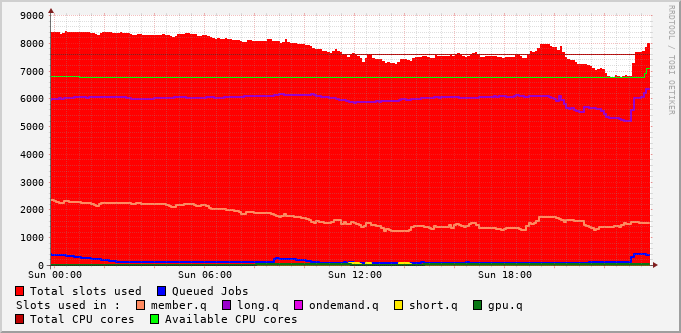 RRDTOOL / TOBI OETIKER
9000
8000
7000
6000
5000
4000
3000
2000
1000
0
Sun 00:00 Sun 06:00 Sun 12:00 Sun 18:00
Total slots used Queued Jobs
Slots used in : member.q long.q ondemand.q short.q gpu.q
Total CPU cores Available CPU cores